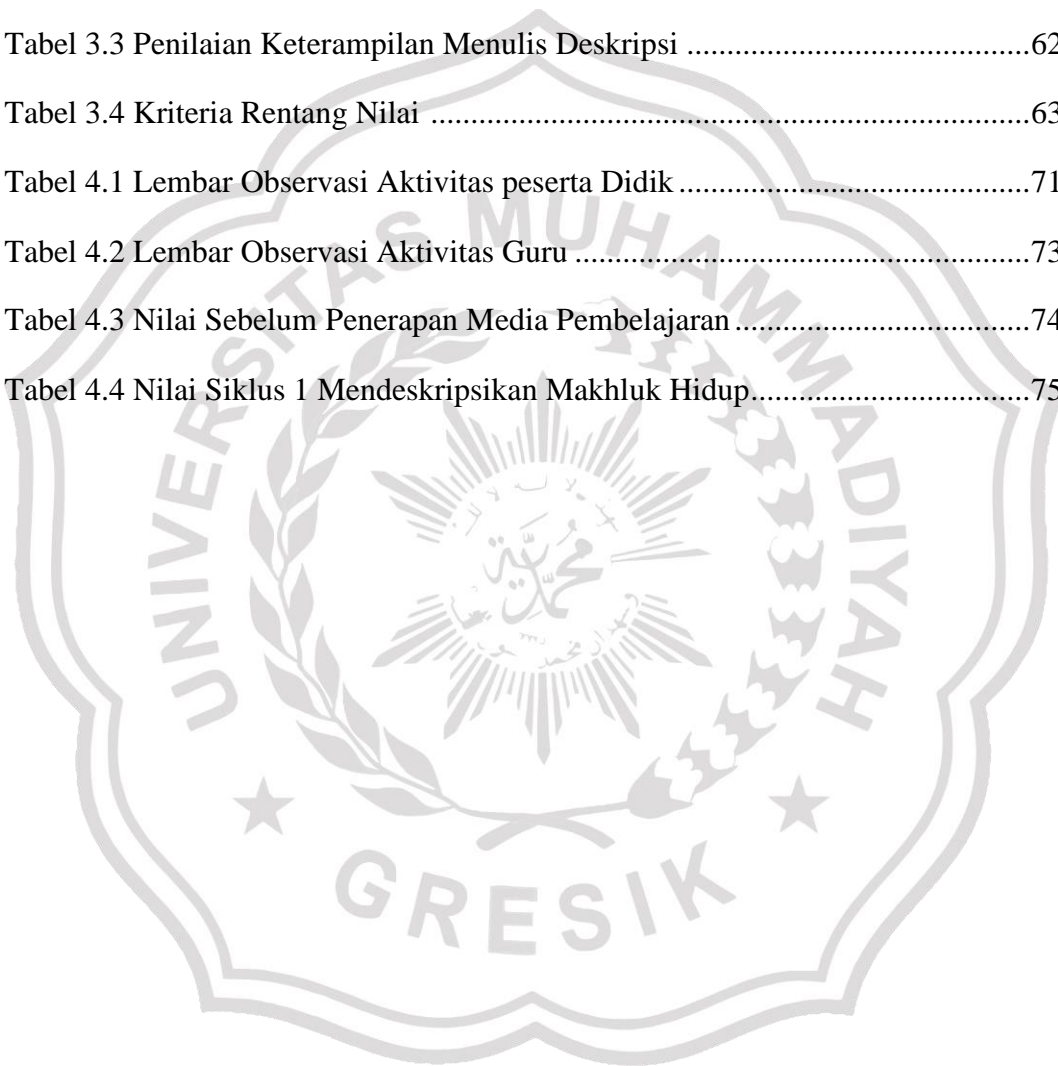 Tabel 3.3 Penilaian Keterampilan Menulis Deskripsi ..........................................62
Tabel 3.4 Kriteria Rentang Nilai ..........................................................................63
Tabel 4.1 Lembar Observasi Aktivitas peserta Didik ...........................................71
Tabel 4.2 Lembar Observasi Aktivitas Guru ........................................................73
Tabel 4.3 Nilai Sebelum Penerapan Media Pembelajaran ....................................74
Tabel 4.4 Nilai Siklus 1 Mendeskripsikan Makhluk Hidup..................................75
UNIVERSITAS MUHAMMADIYAH
GRESIK